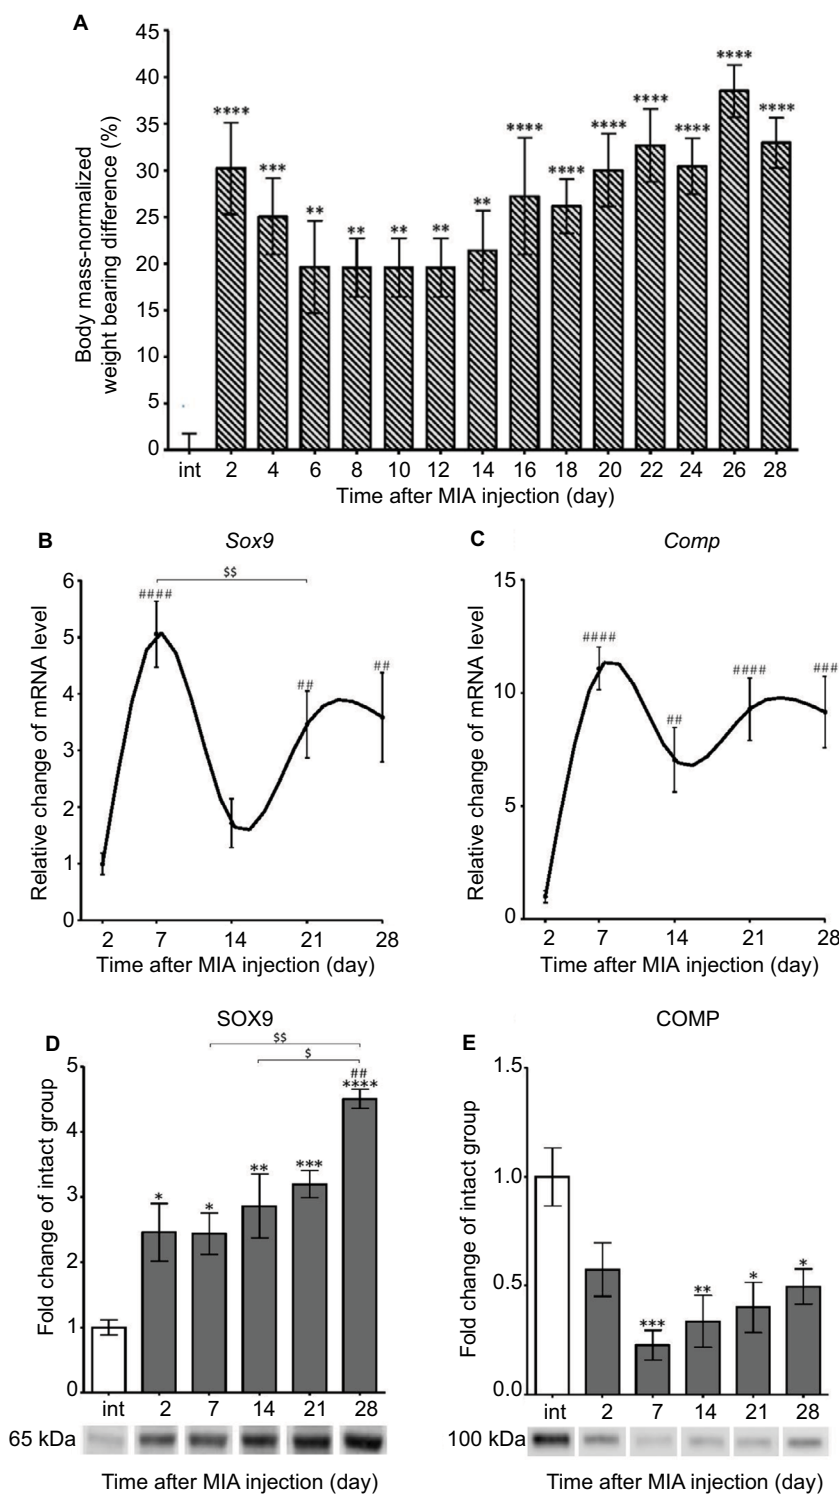 A
Body mass-normalized
weight bearing difference (%)
45
40
35
30
25
20
15
10
5
0
**** *** ** ** ** ** ** **** **** **** **** **** **** ****
int 2 4 6 8 10 12 14 16 18 20 22 24 26 28
Time after MIA injection (day)
B
Sox9
Relative change of mRNA level
6
5
4
3
2
1
0
$$
####
##
##
2 7 14 21 28
Time after MIA injection (day)
C
Comp
Relative change of mRNA level
15
10
5
0
####
##
####
###
2 7 14 21 28
Time after MIA injection (day)
D
SOX9
Fold change of intact group
5
4
3
2
1
0
$$
$
##
* * ** *** ****
int 2 7 14 21 28
65 kDa
Time after MIA injection (day)
E
COMP
Fold change of intact group
1.5
1.0
0.5
0.0
*** ** * *
int 2 7 14 21 28
100 kDa
Time after MIA injection (day)